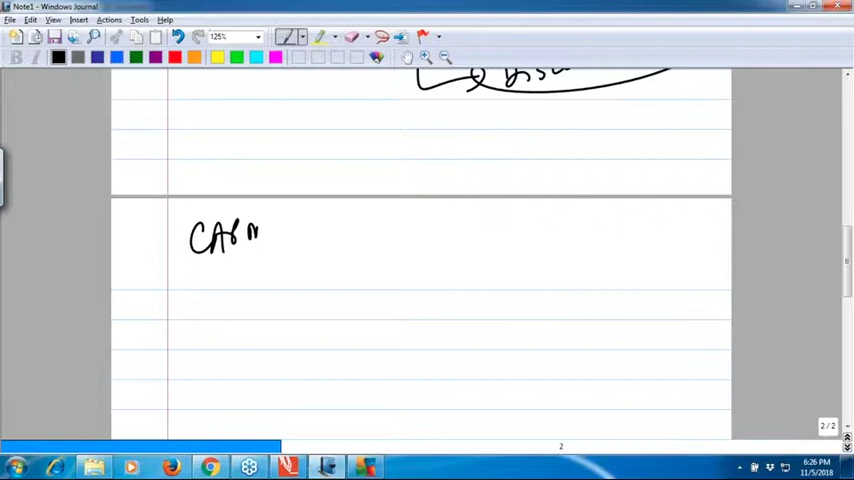 Note1 - Windows Journal
File Edit View Insert Actions Tools Help
125%
B I
CAPM
2/2
2
6:26 PM
11/5/2018